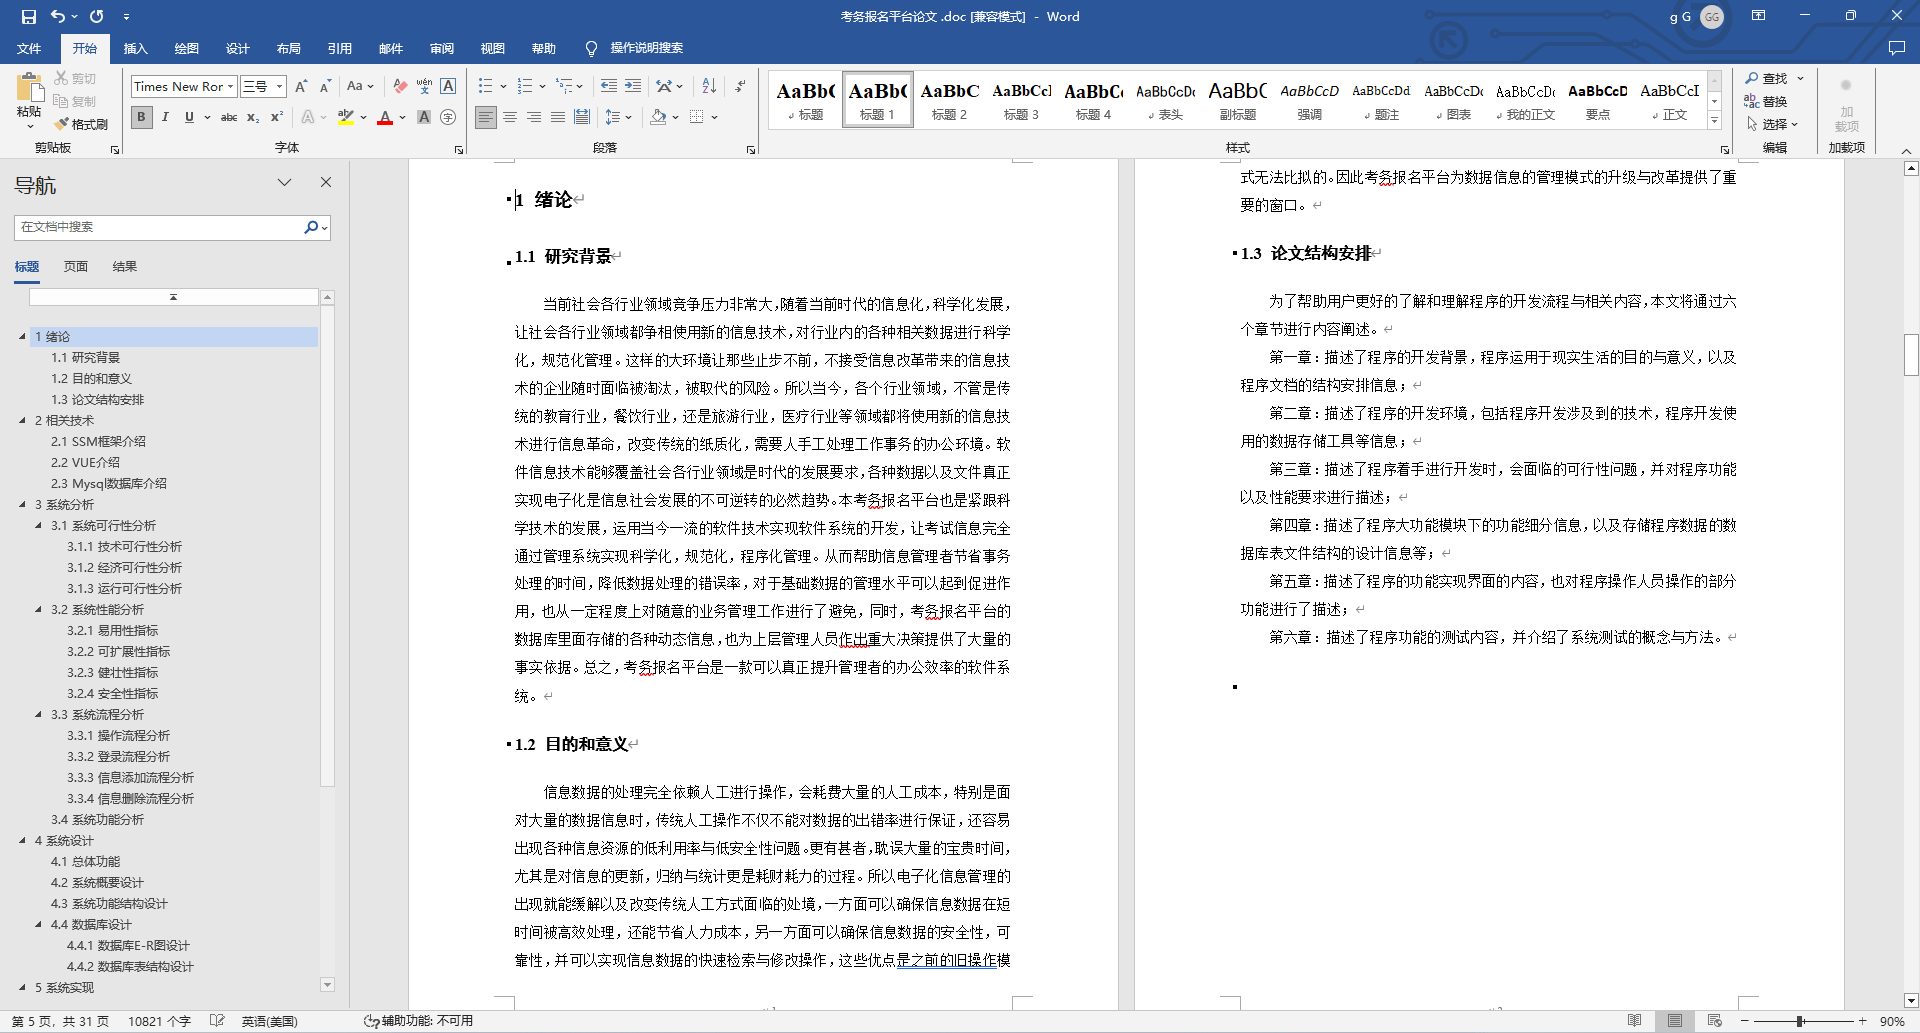 考务报名平台论文 .doc [兼容模式] - Word
g G
GG
文件 开始 插入 绘图 设计 布局 引用 邮件 审阅 视图 帮助 操作说明搜索
粘贴
剪切
复制
格式刷
剪贴板
Times New Ror
三号
字体
段落
AaBbC 标题
AaBb( 标题 1
AaBbC 标题 2
AaBbCcl 标题 3
AaBbC 标题 4
AaBbCcDc 表头
AaBbC 副标题
AaBbCcD 强调
AaBbCcDd 题注
AaBbCcDc 图表
AaBbCcDc 我的正文
AaBbCcD 要点
AaBbCcI 正文
样式
查找
替换
选择
编辑
加载项
加载项
导航
在文档中搜索
标题 页面 结果
1 绪论
1.1 研究背景
1.2 目的和意义
1.3 论文结构安排
2 相关技术
2.1 SSM框架介绍
2.2 VUE介绍
2.3 Mysql数据库介绍
3 系统分析
3.1 系统可行性分析
3.1.1 技术可行性分析
3.1.2 经济可行性分析
3.1.3 运行可行性分析
3.2 系统性能分析
3.2.1 易用性指标
3.2.2 可扩展性指标
3.2.3 健壮性指标
3.2.4 安全性指标
3.3 系统流程分析
3.3.1 操作流程分析
3.3.2 登录流程分析
3.3.3 信息添加流程分析
3.3.4 信息删除流程分析
3.4 系统功能分析
4 系统设计
4.1 总体功能
4.2 系统概要设计
4.3 系统功能结构设计
4.4 数据库设计
4.4.1 数据库E-R图设计
4.4.2 数据库表结构设计
5 系统实现
1 绪论
1.1 研究背景
当前社会各行业领域竞争压力非常大，随着当前时代的信息化，科学化发展，
让社会各行业领域都争相使用新的信息技术，对行业内的各种相关数据进行科学
化，规范化管理。这样的大环境让那些止步不前，不接受信息改革带来的信息技
术的企业随时面临被淘汰，被取代的风险。所以当今，各个行业领域，不管是传
统的教育行业，餐饮行业，还是旅游行业，医疗行业等领域都将使用新的信息技
术进行信息革命，改变传统的纸质化，需要人手工处理工作事务的办公环境。软
件信息技术能够覆盖社会各行业领域是时代的发展要求，各种数据以及文件真正
实现电子化是信息社会发展的不可逆转的必然趋势。本考务报名平台也是紧跟科
学技术的发展，运用当今一流的软件技术实现软件系统的开发，让考试信息完全
通过管理系统实现科学化，规范化，程序化管理。从而帮助信息管理者节省事务
处理的时间，降低数据处理的错误率，对于基础数据的管理水平可以起到促进作
用，也从一定程度上对随意的业务管理工作进行了避免，同时，考务报名平台的
数据库里面存储的各种动态信息，也为上层管理人员作出重大决策提供了大量的
事实依据。总之，考务报名平台是一款可以真正提升管理者的办公效率的软件系
统。
1.2 目的和意义
信息数据的处理完全依赖人工进行操作，会耗费大量的人工成本，特别是面
对大量的数据信息时，传统人工操作不仅不能对数据的出错率进行保证，还容易
出现各种信息资源的低利用率与低安全性问题。更有甚者，耽误大量的宝贵时间，
尤其是对信息的更新，归纳与统计更是耗财耗力的过程。所以电子化信息管理的
出现就能缓解以及改变传统人工方式面临的处境，一方面可以确保信息数据在短
时间被高效处理，还能节省人力成本，另一方面可以确保信息数据的安全性，可
靠性，并可以实现信息数据的快速检索与修改操作，这些优点是之前的旧操作模
式无法比拟的。因此考务报名平台为数据信息的管理模式的升级与改革提供了重
要的窗口。
1.3 论文结构安排
为了帮助用户更好的了解和理解程序的开发流程与相关内容，本文将通过六
个章节进行内容阐述。
第一章：描述了程序的开发背景，程序运用于现实生活的目的与意义，以及
程序文档的结构安排信息；
第二章：描述了程序的开发环境，包括程序开发涉及到的技术，程序开发使
用的数据存储工具等信息；
第三章：描述了程序着手进行开发时，会面临的可行性问题，并对程序功能
以及性能要求进行描述；
第四章：描述了程序大功能模块下的功能细分信息，以及存储程序数据的数
据库表文件结构的设计信息等；
第五章：描述了程序的功能实现界面的内容，也对程序操作人员操作的部分
功能进行了描述；
第六章：描述了程序功能的测试内容，并介绍了系统测试的概念与方法。
第 5 页，共 31 页 10821 个字 英语(美国) 辅助功能: 不可用
90%